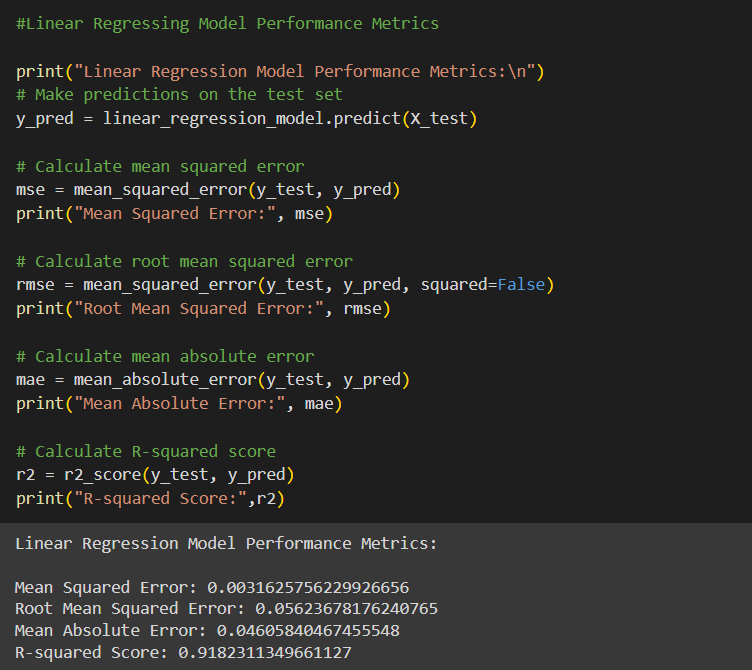 #Linear Regressing Model Performance Metrics
print("Linear Regression Model Performance Metrics:\n")
# Make predictions on the test set
y_pred = linear_regression_model.predict(X_test)
# Calculate mean squared error
mse = mean_squared_error(y_test, y_pred)
print("Mean Squared Error:", mse)
# Calculate root mean squared error
rmse = mean_squared_error(y_test, y_pred, squared=False)
print("Root Mean Squared Error:", rmse)
# Calculate mean absolute error
mae = mean_absolute_error(y_test, y_pred)
print("Mean Absolute Error:", mae)
# Calculate R-squared score
r2 = r2_score(y_test, y_pred)
print("R-squared Score:",r2)
Linear Regression Model Performance Metrics:
Mean Squared Error: 0.0031625756229926656
Root Mean Squared Error: 0.05623678176240765
Mean Absolute Error: 0.04605840467455548
R-squared Score: 0.9182311349661127